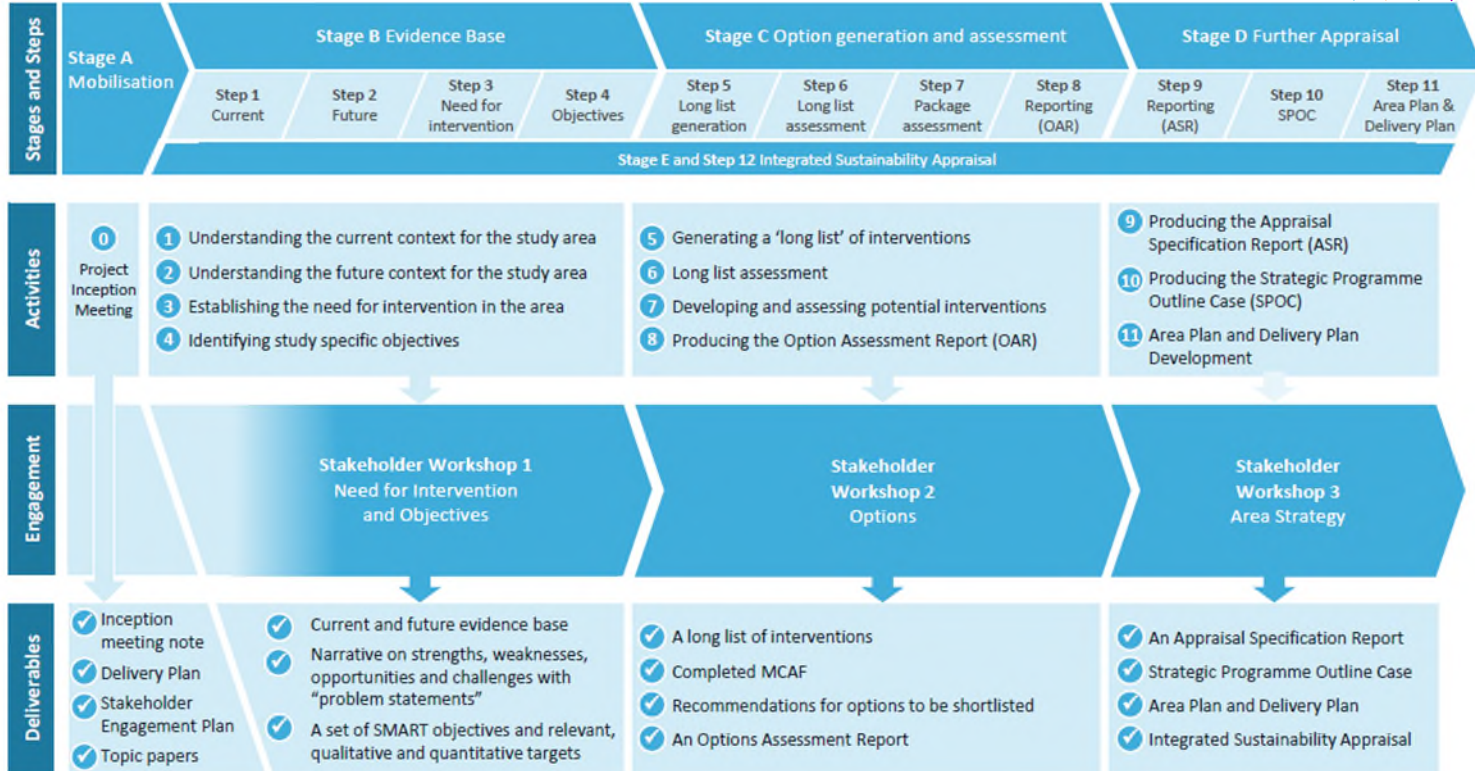 Stages and Steps
Stage A
Mobilisation
Stage B Evidence Base
Step 1
Current
Step 2
Future
Step 3
Need for
intervention
Step 4
Objectives
Stage C Option generation and assessment
Step 5
Long list
generation
Step 6
Long list
assessment
Step 7
Package
assessment
Step 8
Reporting
(OAR)
Stage D Further Appraisal
Step 9
Reporting
(ASR)
Step 10
SPOC
Step 11
Area Plan &
Delivery Plan
Stage E and Step 12 Integrated Sustainability Appraisal
Activities
0
Project
Inception
Meeting
1 Understanding the current context for the study area
2 Understanding the future context for the study area
3 Establishing the need for intervention in the area
4 Identifying study specific objectives
5 Generating a ‘long list’ of interventions
6 Long list assessment
7 Developing and assessing potential interventions
8 Producing the Option Assessment Report (OAR)
9 Producing the Appraisal
Specification Report (ASR)
10 Producing the Strategic Programme
Outline Case (SPOC)
11 Area Plan and Delivery Plan
Development
Engagement
Stakeholder Workshop 1
Need for Intervention
and Objectives
Stakeholder
Workshop 2
Options
Stakeholder
Workshop 3
Area Strategy
Deliverables
Inception
meeting note
Delivery Plan
Stakeholder
Engagement Plan
Topic papers
Current and future evidence base
Narrative on strengths, weaknesses,
opportunities and challenges with
“problem statements”
A set of SMART objectives and relevant,
qualitative and quantitative targets
A long list of interventions
Completed MCAF
Recommendations for options to be shortlisted
An Options Assessment Report
An Appraisal Specification Report
Strategic Programme Outline Case
Area Plan and Delivery Plan
Integrated Sustainability Appraisal